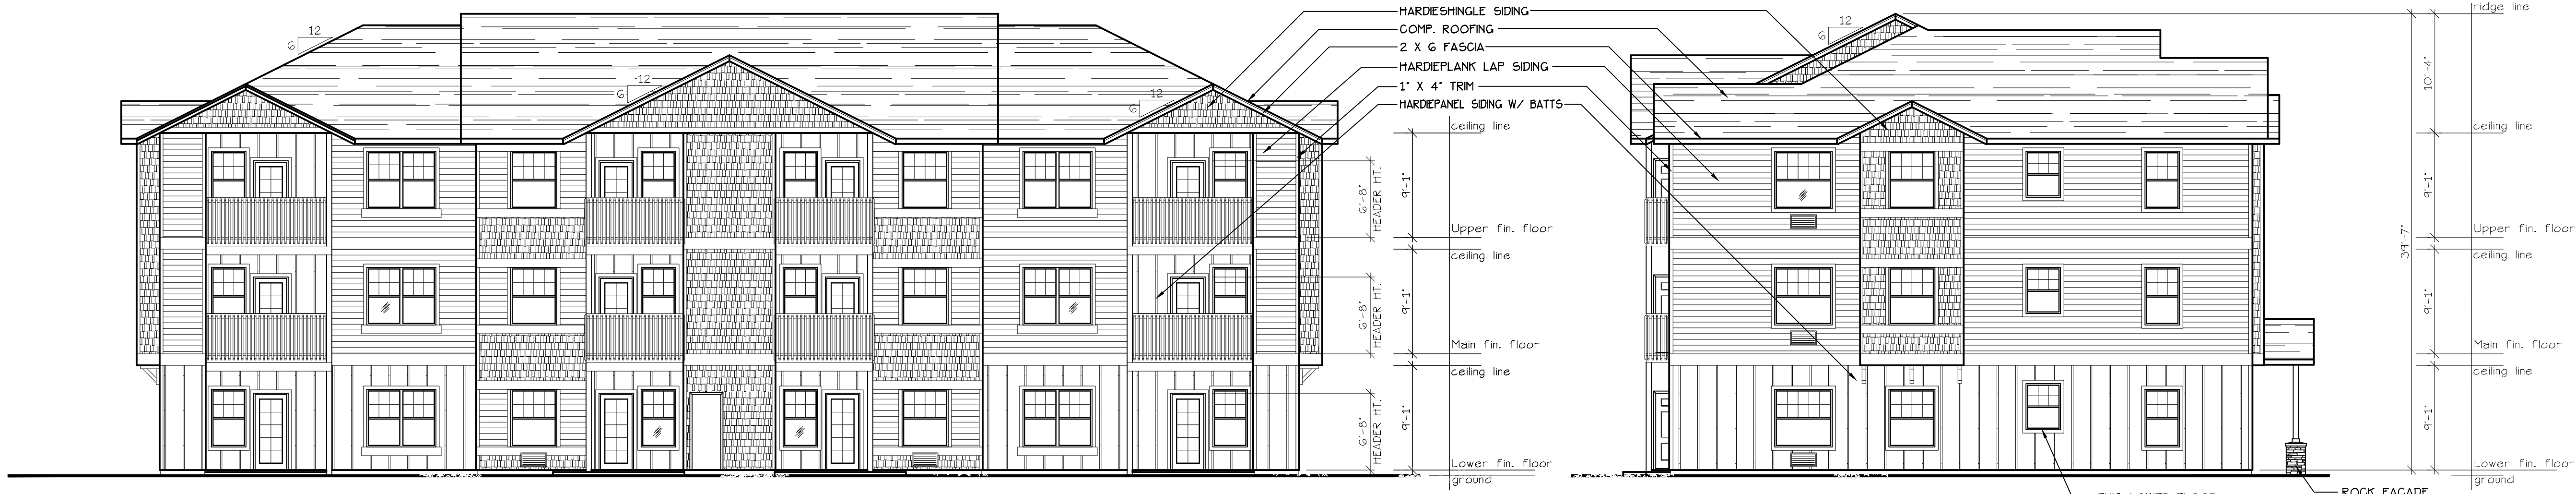 HARDIESHINGLE SIDING
COMP. ROOFING
2 X 6 FASCIA
HARDIEPLANK LAP SIDING
1" X 4" TRIM
HARDIEPANEL SIDING W/ BATTS
12
6
12
6
12
6
ceiling line
Upper fin. floor
ceiling line
Main fin. floor
ceiling line
Lower fin. floor
ground
6'-8"
HEADER HT.
9'-1"
6'-8"
HEADER HT.
9'-1"
6'-8"
HEADER HT.
9'-1"
12
6
ridge line
ceiling line
Upper fin. floor
ceiling line
Main fin. floor
ceiling line
Lower fin. floor
ground
39'-7"
10'-4"
9'-1"
9'-1"
9'-1"
ROCK FACADE